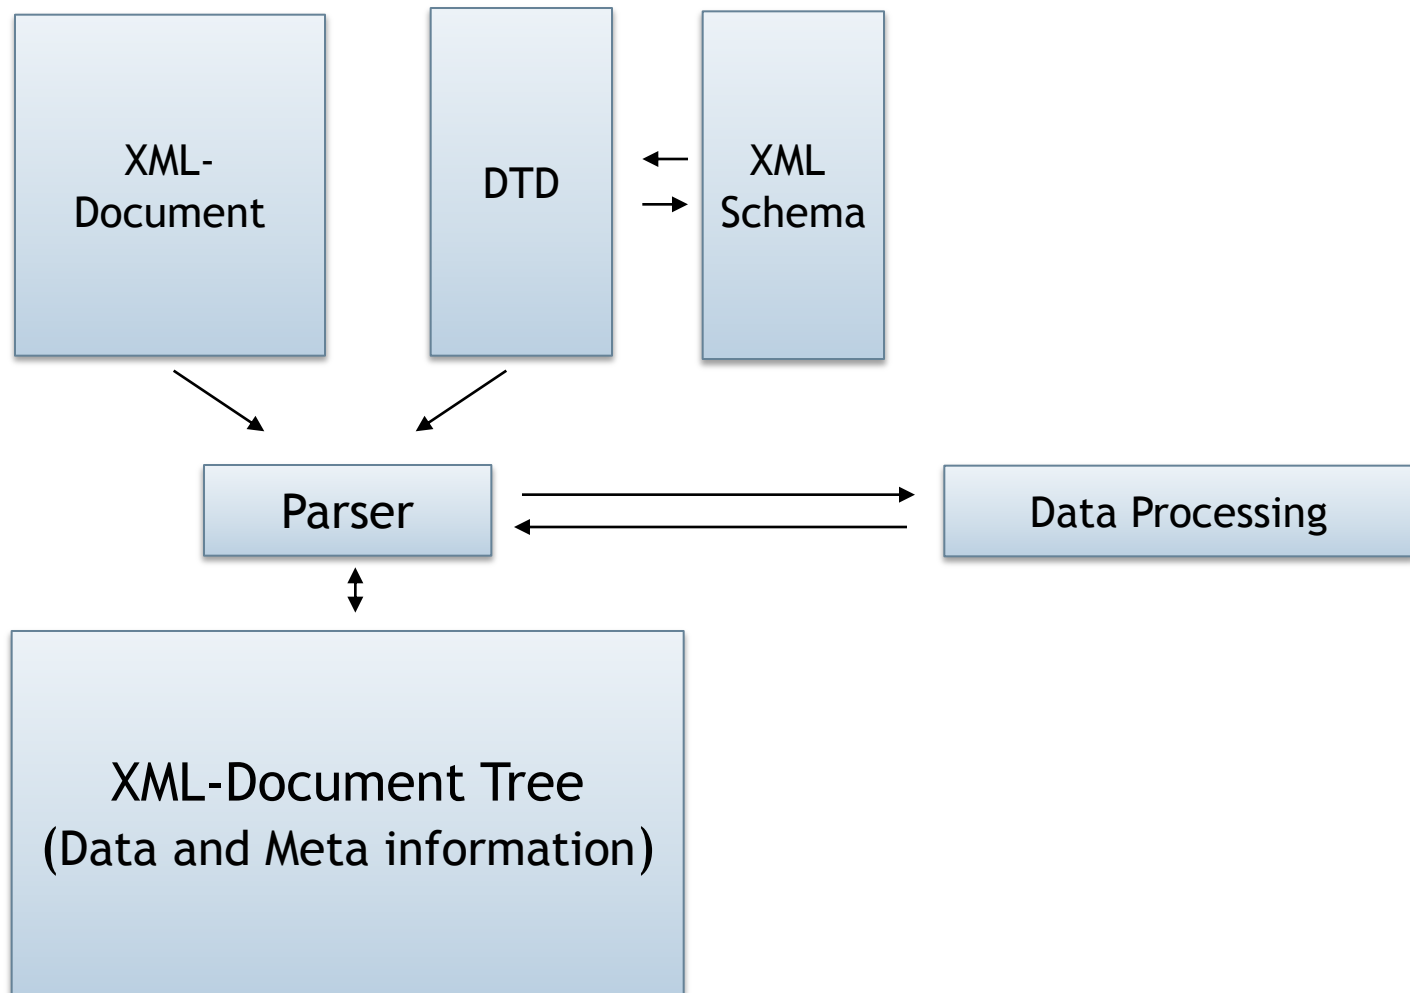 XML-
Document
DTD
XML
Schema
Parser
Data Processing
XML-Document Tree
(Data and Meta information)